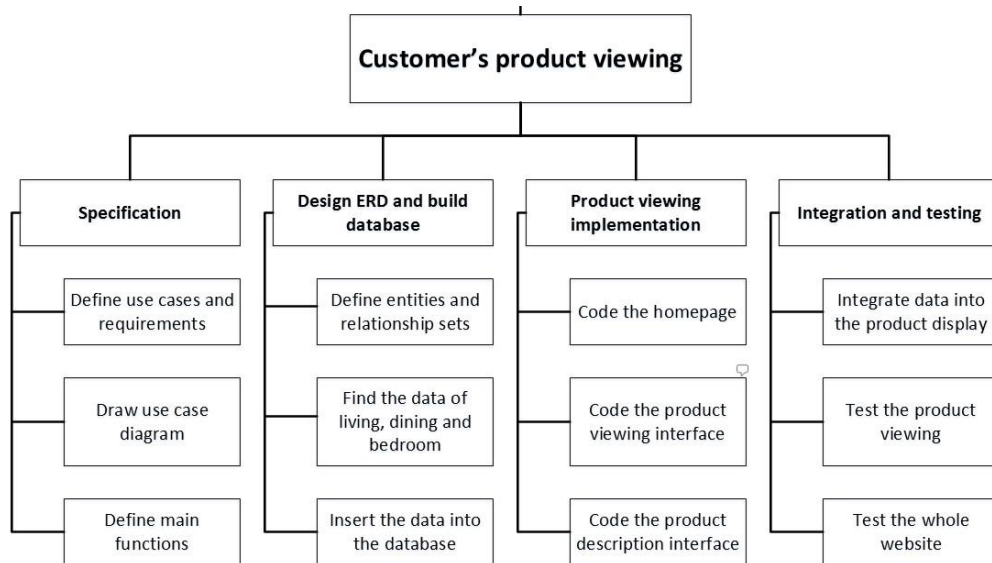 Customer’s product viewing
Specification
Define use cases and
requirements
Draw use case
diagram
Define main
functions
Design ERD and build
database
Define entities and
relationship sets
Find the data of
living, dining and
bedroom
Insert the data into
the database
Product viewing
implementation
Code the homepage
Code the product
viewing interface
Code the product
description interface
Integration and testing
Integrate data into
the product display
Test the product
viewing
Test the whole
website